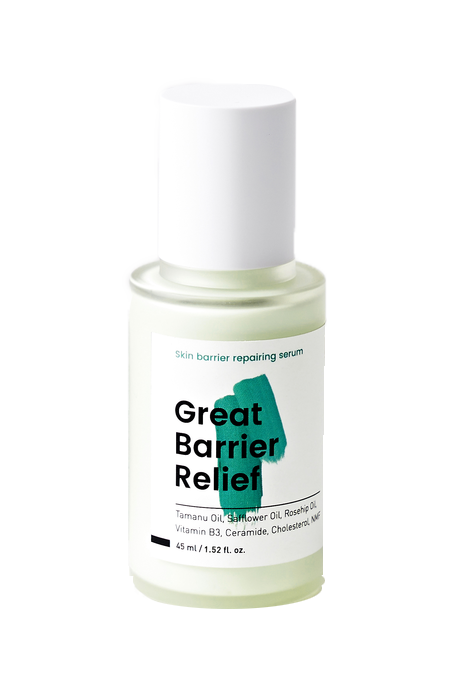 Skin barrier repairing serum
Great
Barrier
Relief
Tamanu Oil, Safflower Oil, Rosehip Oil,
Vitamin B3, Ceramide, Cholesterol, NMF
45 ml / 1.52 fl. oz.